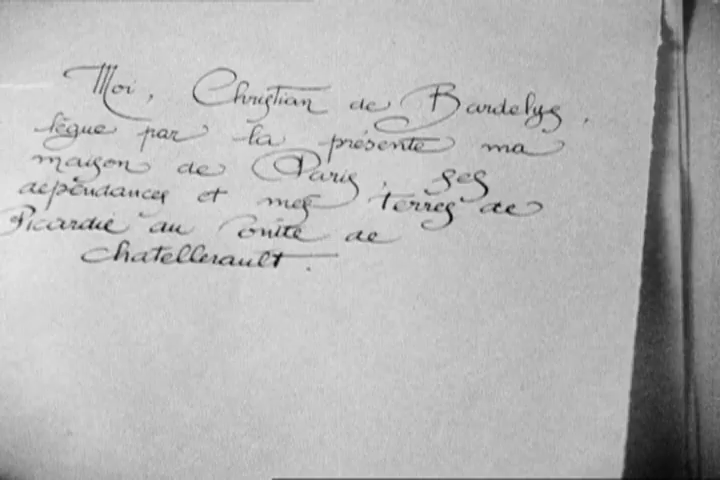 Moi, Christian de Bardelys,
lègue par la présente ma
maison de Paris, ses
dépendances et mes terres de
Picardie au Comte de
Chatellerault.